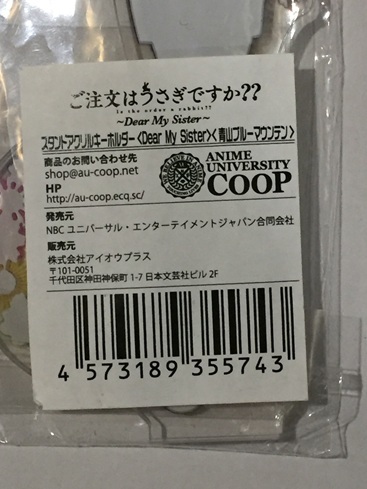 ご注文はうさぎですか??
Is the order a rabbit??
~Dear My Sister~
スタンドアクリルキーホルダー<Dear My Sister><青山ブルーマウンテン>
商品のお問い合わせ先
shop@au-coop.net
HP
http://au-coop.ecq.sc/
ANIME
UNIVERSITY
COOP
発売元
NBC ユニバーサル・エンターテイメントジャパン合同会社
販売元
株式会社アイオウプラス
〒101-0051
千代田区神田神保町 1-7 日本文芸社ビル 2F
4 573189 355743